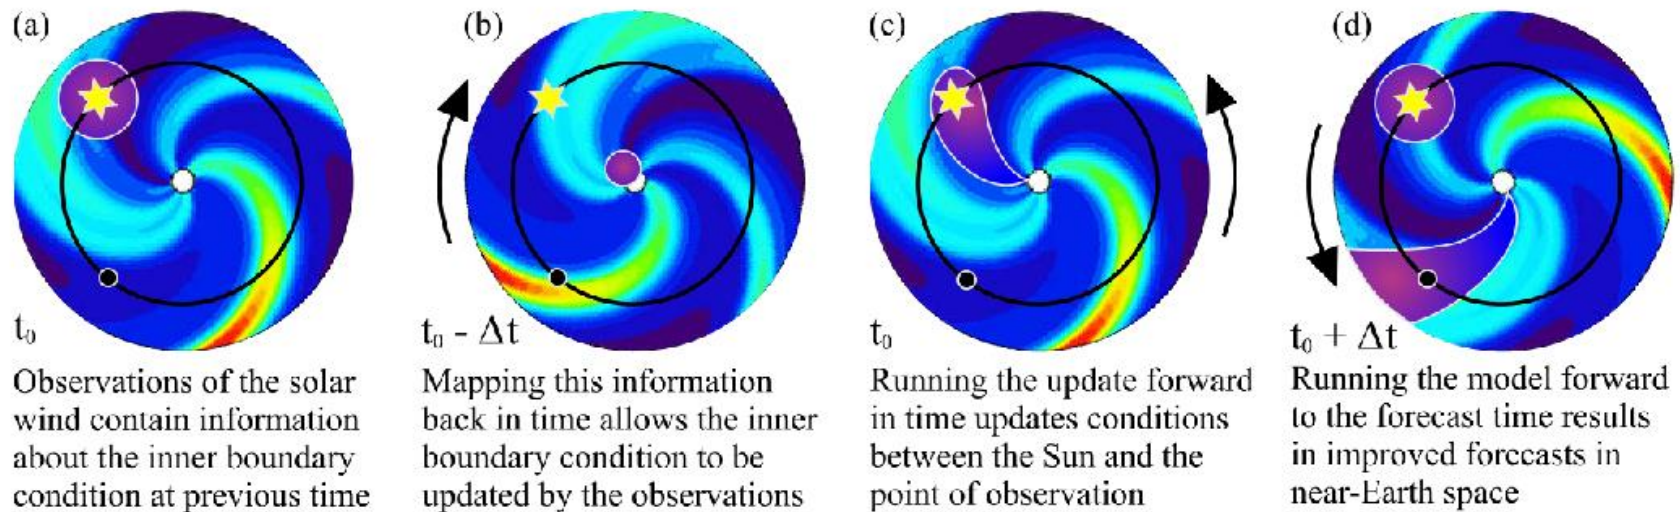 (a)
t₀
Observations of the solar
wind contain information
about the inner boundary
condition at previous time
(b)
t₀ - Δt
Mapping this information
back in time allows the inner
boundary condition to be
updated by the observations
(c)
t₀
Running the update forward
in time updates conditions
between the Sun and the
point of observation
(d)
t₀ + Δt
Running the model forward
to the forecast time results
in improved forecasts in
near-Earth space